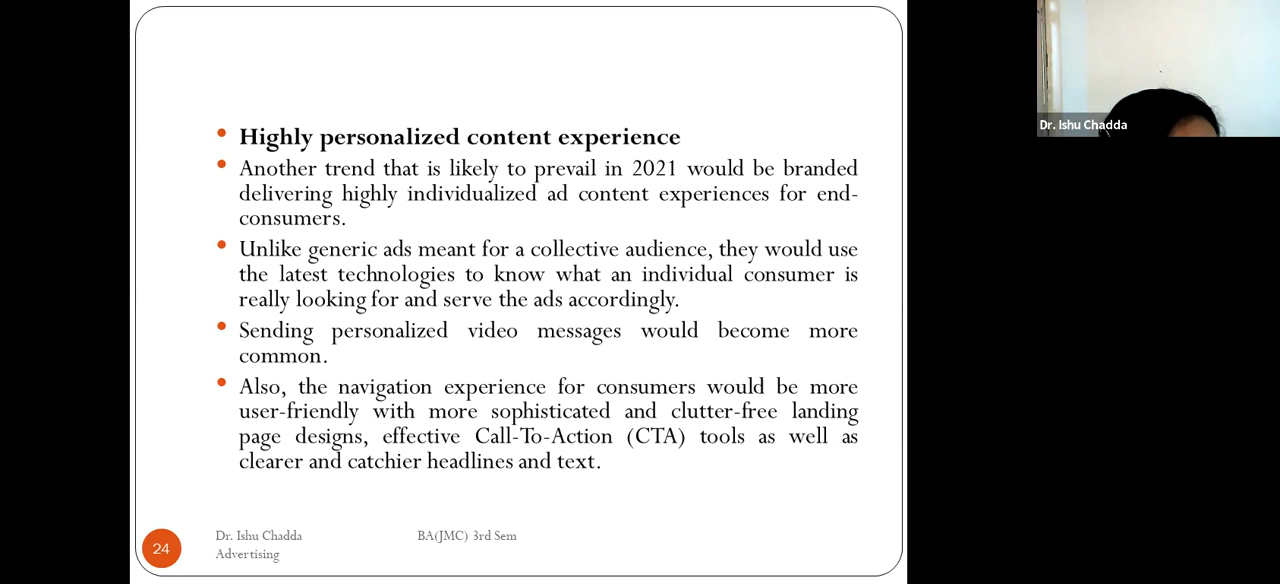 Highly personalized content experience
Another trend that is likely to prevail in 2021 would be branded
delivering highly individualized ad content experiences for end-
consumers.
Unlike generic ads meant for a collective audience, they would use
the latest technologies to know what an individual consumer is
really looking for and serve the ads accordingly.
Sending personalized video messages would become more
common.
Also, the navigation experience for consumers would be more
user-friendly with more sophisticated and clutter-free landing
page designs, effective Call-To-Action (CTA) tools as well as
clearer and catchier headlines and text.
24
Dr. Ishu Chadda
Advertising
BA(JMC) 3rd Sem
Dr. Ishu Chadda